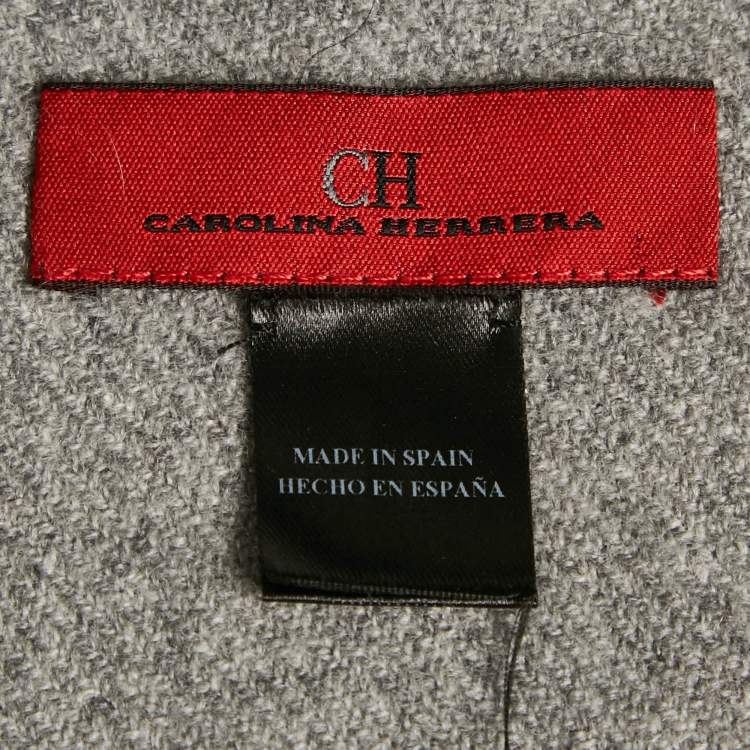 CH
CAROLINA HERRERA
MADE IN SPAIN
HECHO EN ESPAÑA